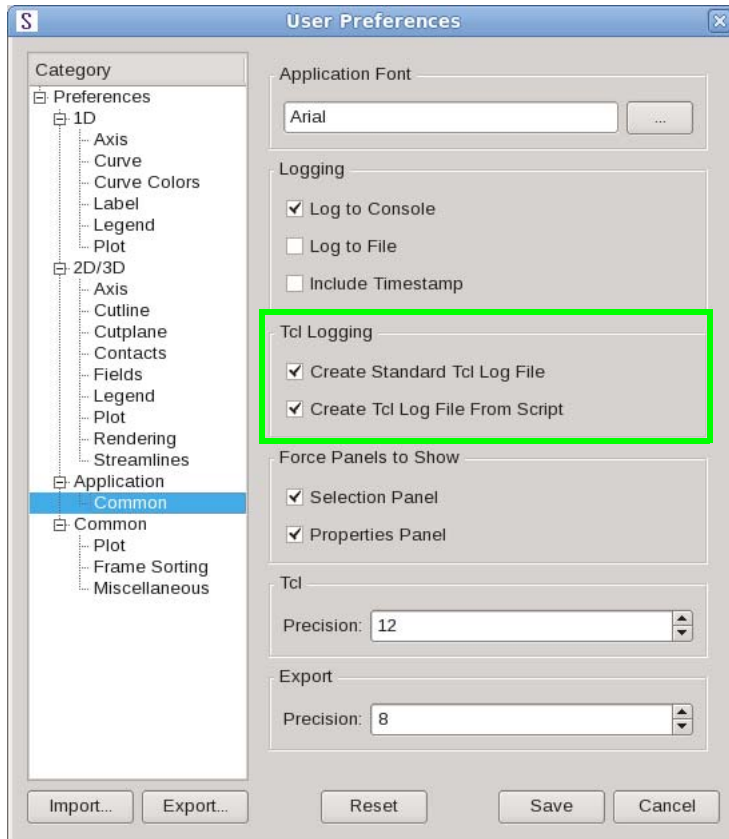 S
User Preferences
Category
Preferences
1D
Axis
Curve
Curve Colors
Label
Legend
Plot
2D/3D
Axis
Cutline
Cutplane
Contacts
Fields
Legend
Plot
Rendering
Streamlines
Application
Common
Common
Plot
Frame Sorting
Miscellaneous
Application Font
Arial
...
Logging
Log to Console
Log to File
Include Timestamp
Tcl Logging
Create Standard Tcl Log File
Create Tcl Log File From Script
Force Panels to Show
Selection Panel
Properties Panel
Tcl
Precision: 12
Export
Precision: 8
Import... Export... Reset Save Cancel